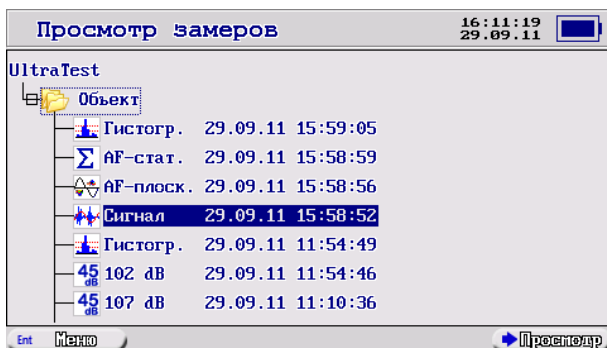 Просмотр замеров 16:11:19
29.09.11
UltraTest
Объект
Гистогр. 29.09.11 15:59:05
AF-стат. 29.09.11 15:58:59
AF-плоск. 29.09.11 15:58:56
Сигнал 29.09.11 15:58:52
Гистогр. 29.09.11 11:54:49
45 dB 102 dB 29.09.11 11:54:46
45 dB 107 dB 29.09.11 11:10:36
Ent Меню Просмотр